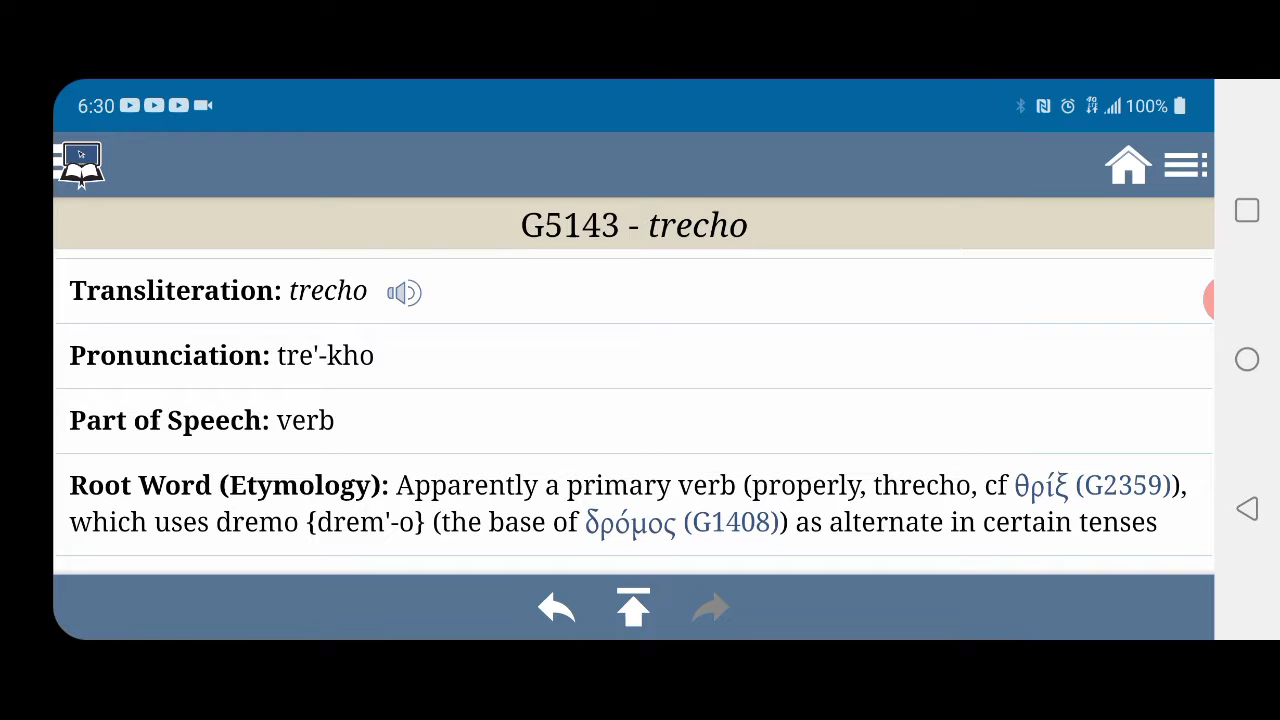 6:30 100%
G5143 - trecho
Transliteration: trecho
Pronunciation: tre'-kho
Part of Speech: verb
Root Word (Etymology): Apparently a primary verb (properly, threcho, cf θρίξ (G2359)),
which uses dremo {drem'-o} (the base of δρόμος (G1408)) as alternate in certain tenses